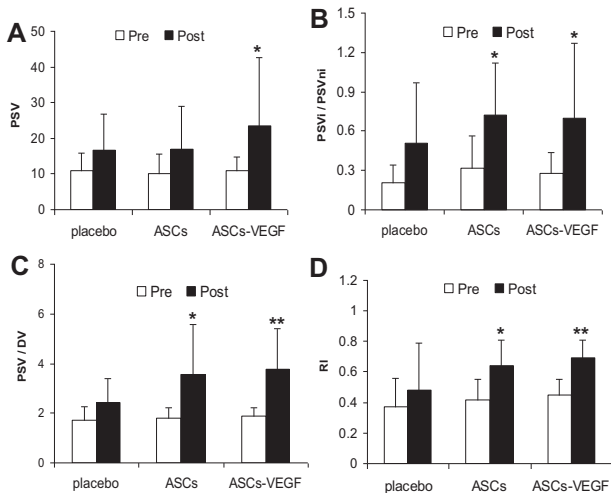 A
Pre Post
PSV
50
40
30
20
10
0
*
placebo ASCs ASCs-VEGF
B
Pre Post
PSVi / PSVni
1.5
1.2
0.9
0.6
0.3
0
* *
placebo ASCs ASCs-VEGF
C
Pre Post
PSV / DV
8
6
4
2
0
* **
placebo ASCs ASCs-VEGF
D
Pre Post
RI
1.2
1
0.8
0.6
0.4
0.2
0
* **
placebo ASCs ASCs-VEGF